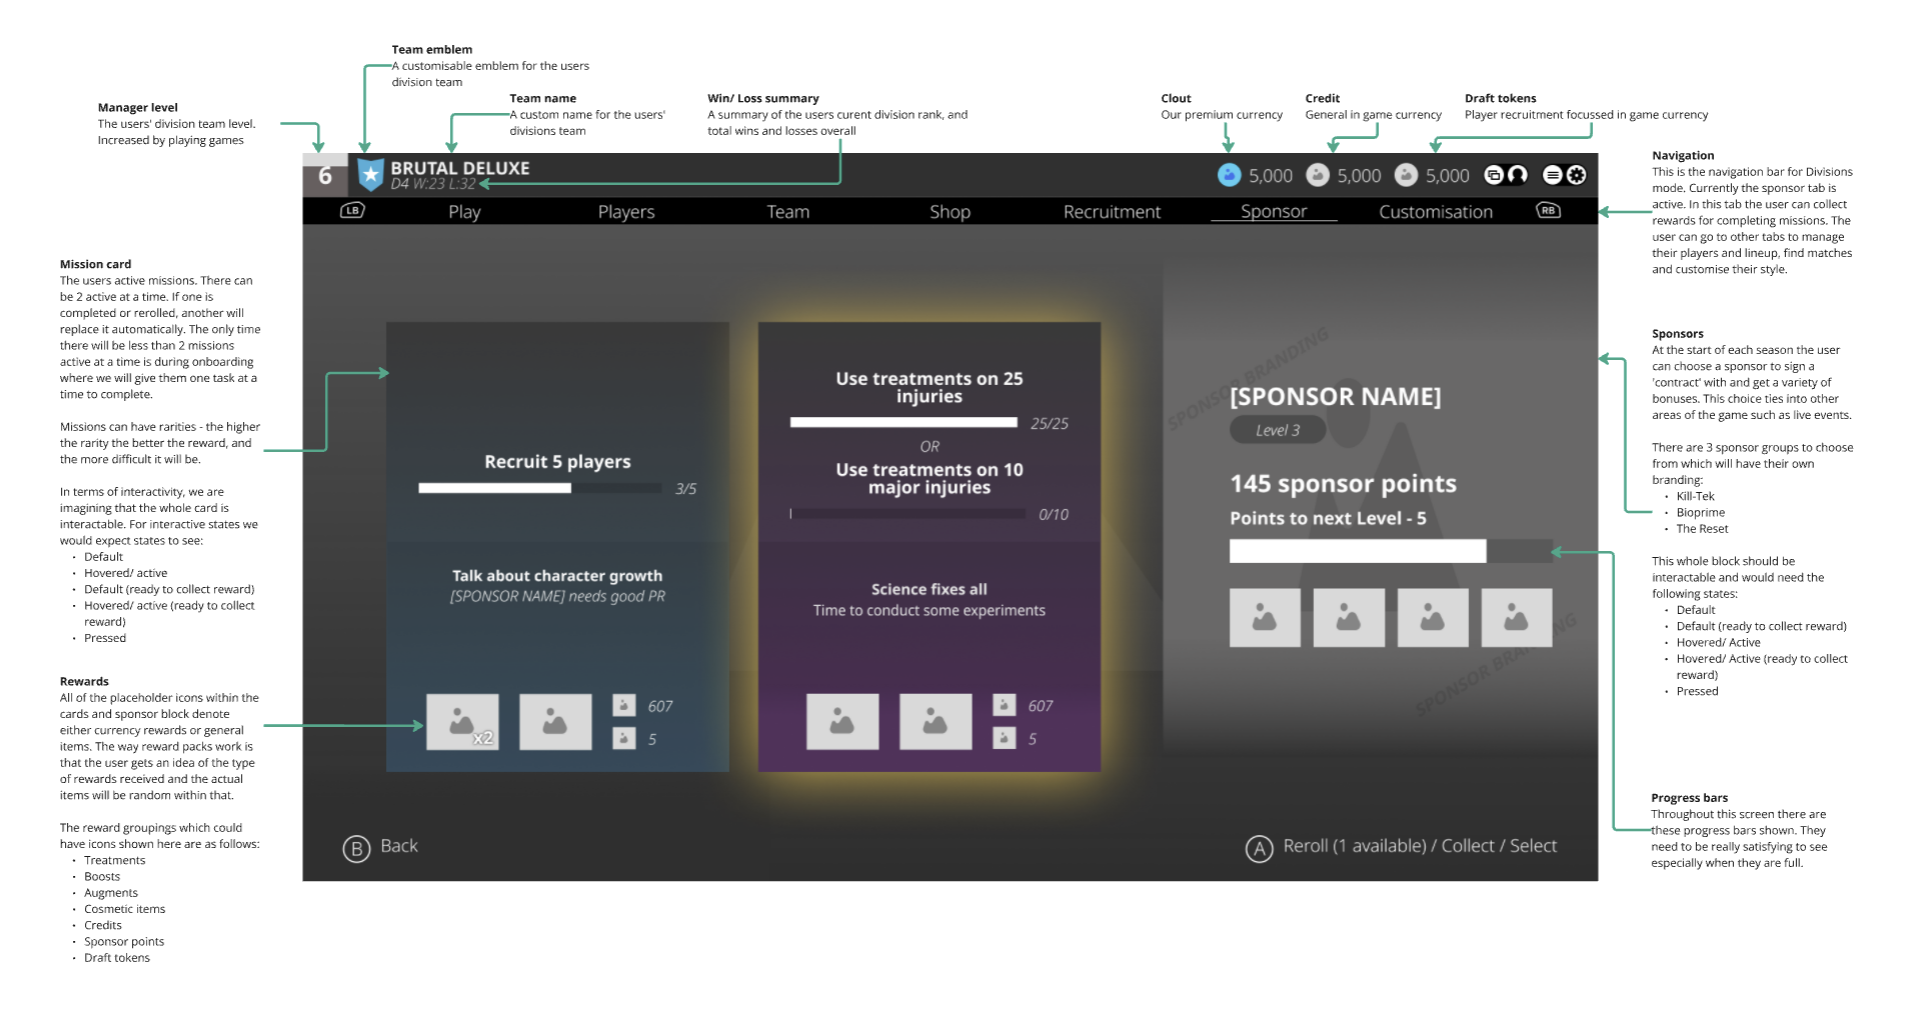 Team emblem
A customisable emblem for the users
division team
Manager level
The users' division team level.
Increased by playing games
Team name
A custom name for the users'
divisions team
Win/ Loss summary
A summary of the users curent division rank, and
total wins and losses overall
Clout
Our premium currency
Credit
General in game currency
Draft tokens
Player recruitment focussed in game currency
6
BRUTAL DELUXE
D4 W:23 L:32
5,000
5,000
5,000
LB
Play
Players
Team
Shop
Recruitment
Sponsor
Customisation
RB
Navigation
This is the navigation bar for Divisions
mode. Currently the sponsor tab is
active. In this tab the user can collect
rewards for completing missions. The
user can go to other tabs to manage
their players and lineup, find matches
and customise their style.
Mission card
The users active missions. There can
be 2 active at a time. If one is
completed or rerolled, another will
replace it automatically. The only time
there will be less than 2 missions
active at a time is during onboarding
where we will give them one task at a
time to complete.
Missions can have rarities - the higher
the rarity the better the reward, and
the more difficult it will be.
In terms of interactivity, we are
imagining that the whole card is
interactable. For interactive states we
would expect states to see:
• Default
• Hovered/ active
• Default (ready to collect reward)
• Hovered/ active (ready to collect
reward)
• Pressed
Rewards
All of the placeholder icons within the
cards and sponsor block denote
either currency rewards or general
items. The way reward packs work is
that the user gets an idea of the type
of rewards received and the actual
items will be random within that.
The reward groupings which could
have icons shown here are as follows:
• Treatments
• Boosts
• Augments
• Cosmetic items
• Credits
• Sponsor points
• Draft tokens
Recruit 5 players
3/5
Talk about character growth
[SPONSOR NAME] needs good PR
x2
607
5
Use treatments on 25
injuries
25/25
OR
Use treatments on 10
major injuries
0/10
Science fixes all
Time to conduct some experiments
607
5
SPONSOR BRANDING
[SPONSOR NAME]
Level 3
145 sponsor points
Points to next Level - 5
SPONSOR BRANDING
B Back
A Reroll (1 available) / Collect / Select
Sponsors
At the start of each season the user
can choose a sponsor to sign a
'contract' with and get a variety of
bonuses. This choice ties into other
areas of the game such as live events.
There are 3 sponsor groups to choose
from which will have their own
branding:
• Kill-Tek
• Bioprime
• The Reset
This whole block should be
interactable and would need the
following states:
• Default
• Default (ready to collect reward)
• Hovered/ Active
• Hovered/ Active (ready to collect
reward)
• Pressed
Progress bars
Throughout this screen there are
these progress bars shown. They
need to be really satisfying to see
especially when they are full.